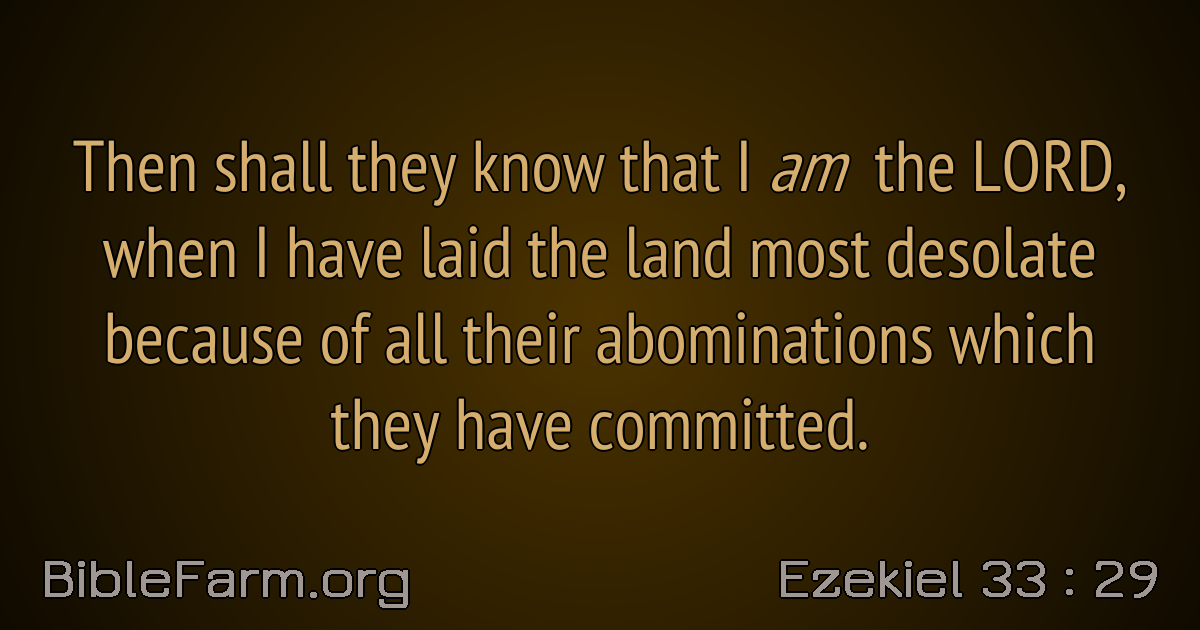 Then shall they know that I am the LORD,
when I have laid the land most desolate
because of all their abominations which
they have committed.
BibleFarm.org
Ezekiel 33 : 29